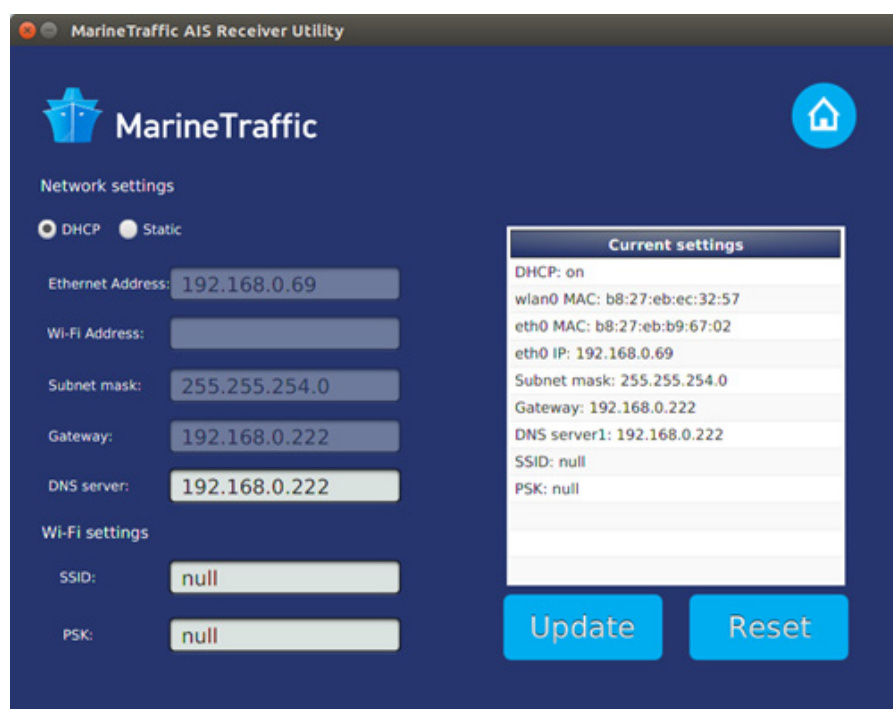 MarineTraffic AIS Receiver Utility
MarineTraffic
Network settings
DHCP Static
Ethernet Address: 192.168.0.69
Wi-Fi Address:
Subnet mask: 255.255.254.0
Gateway: 192.168.0.222
DNS server: 192.168.0.222
Wi-Fi settings
SSID: null
PSK: null
Current settings
DHCP: on
wlan0 MAC: b8:27:eb:ec:32:57
eth0 MAC: b8:27:eb:b9:67:02
eth0 IP: 192.168.0.69
Subnet mask: 255.255.254.0
Gateway: 192.168.0.222
DNS server1: 192.168.0.222
SSID: null
PSK: null
Update Reset